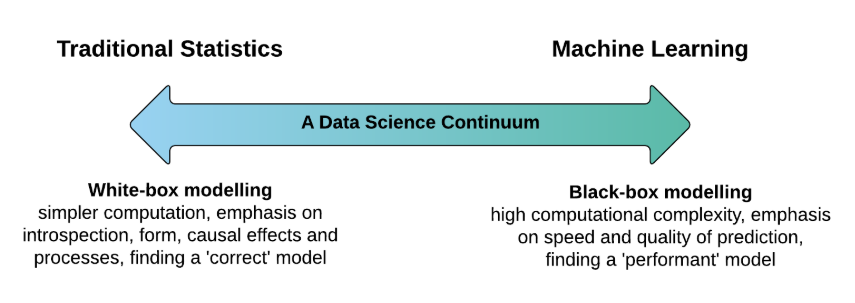 Traditional Statistics
Machine Learning
A Data Science Continuum
White-box modelling
simpler computation, emphasis on
introspection, form, causal effects and
processes, finding a 'correct' model
Black-box modelling
high computational complexity, emphasis
on speed and quality of prediction,
finding a 'performant' model